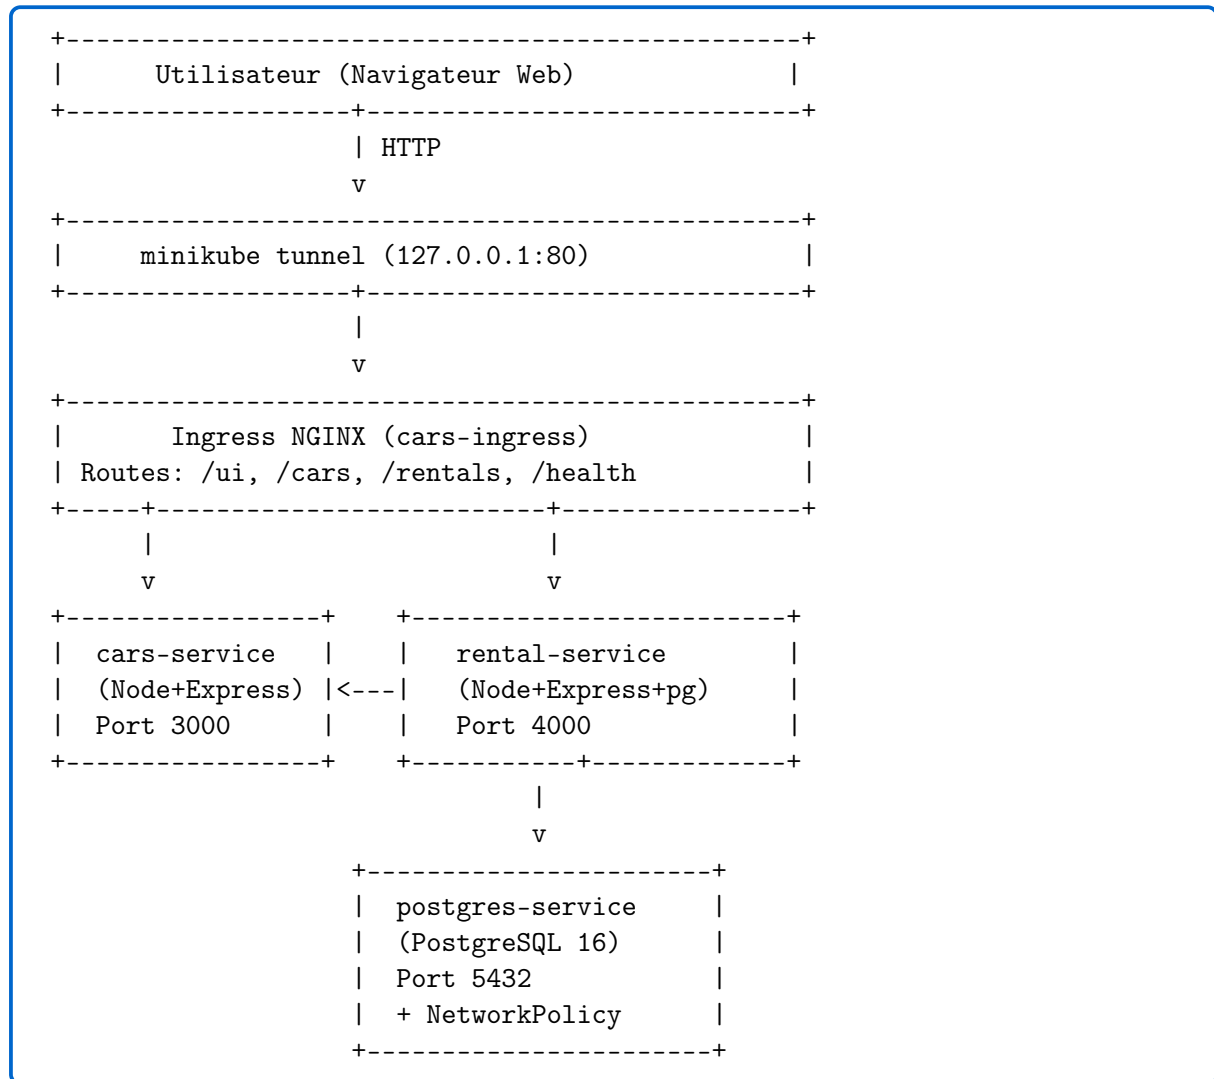 +-------------------------------------------------+
|      Utilisateur (Navigateur Web)              |
+-------------------+-----------------------------+
                    | HTTP
                    v
+-------------------------------------------------+
|     minikube tunnel (127.0.0.1:80)              |
+-------------------+-----------------------------+
                    |
                    v
+-------------------------------------------------+
|       Ingress NGINX (cars-ingress)              |
| Routes: /ui, /cars, /rentals, /health           |
+-----+--------------------------+----------------+
      |                          |
      v                          v
+-----------------+    +-------------------------+
|  cars-service   |    |   rental-service        |
|  (Node+Express) |<---|   (Node+Express+pg)     |
|  Port 3000      |    |   Port 4000             |
+-----------------+    +-----------+-------------+
                                |
                                v
                    +-----------------------+
                    |  postgres-service     |
                    |  (PostgreSQL 16)      |
                    |  Port 5432            |
                    |  + NetworkPolicy      |
                    +-----------------------+